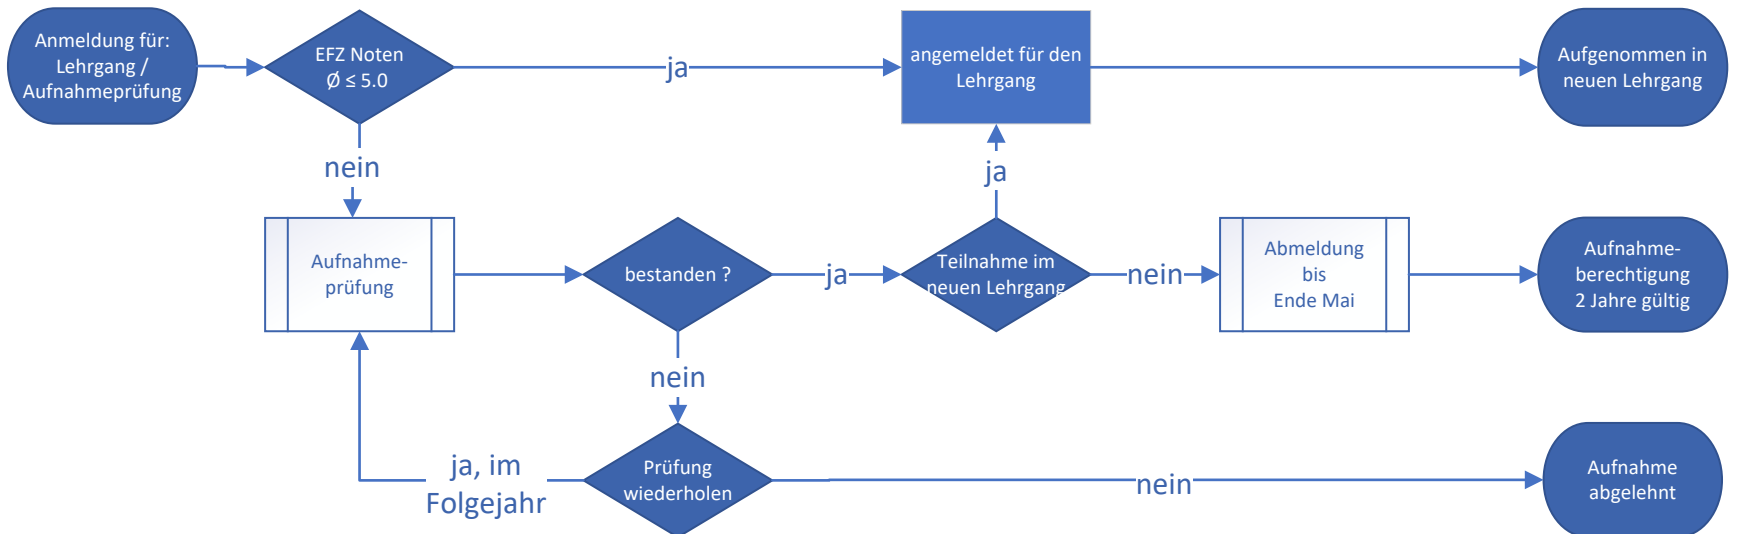 Anmeldung für:
Lehrgang /
Aufnahmeprüfung
EFZ Noten
Ø ≤ 5.0
ja
angemeldet für den
Lehrgang
Aufgenommen in
neuen Lehrgang
nein
ja
Aufnahme-
prüfung
bestanden ?
ja
Teilnahme im
neuen Lehrgang
nein
Abmeldung
bis
Ende Mai
Aufnahme-
berechtigung
2 Jahre gültig
nein
ja, im
Folgejahr
Prüfung
wiederholen
nein
Aufnahme
abgelehnt